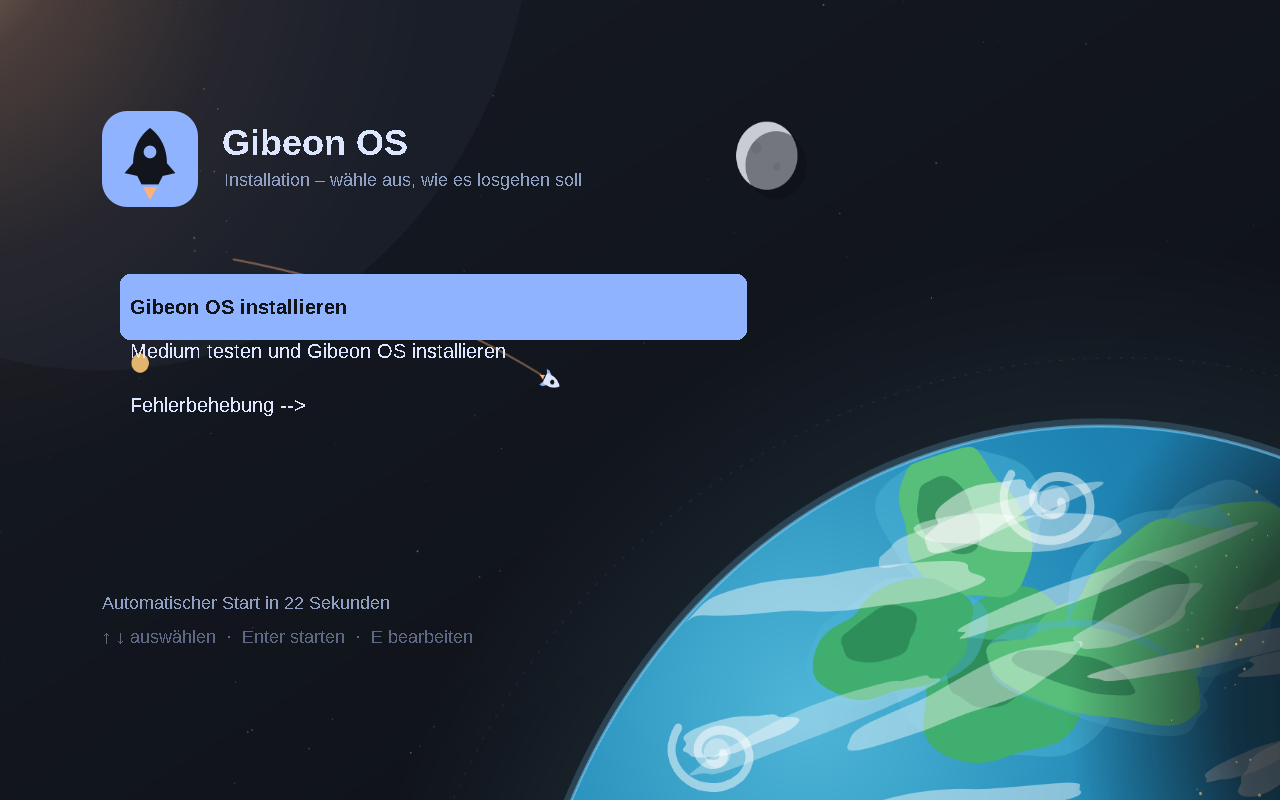 Gibeon OS
Installation – wähle aus, wie es losgehen soll
Gibeon OS installieren
Medium testen und Gibeon OS installieren
Fehlerbehebung -->
Automatischer Start in 22 Sekunden
↑ ↓ auswählen · Enter starten · E bearbeiten